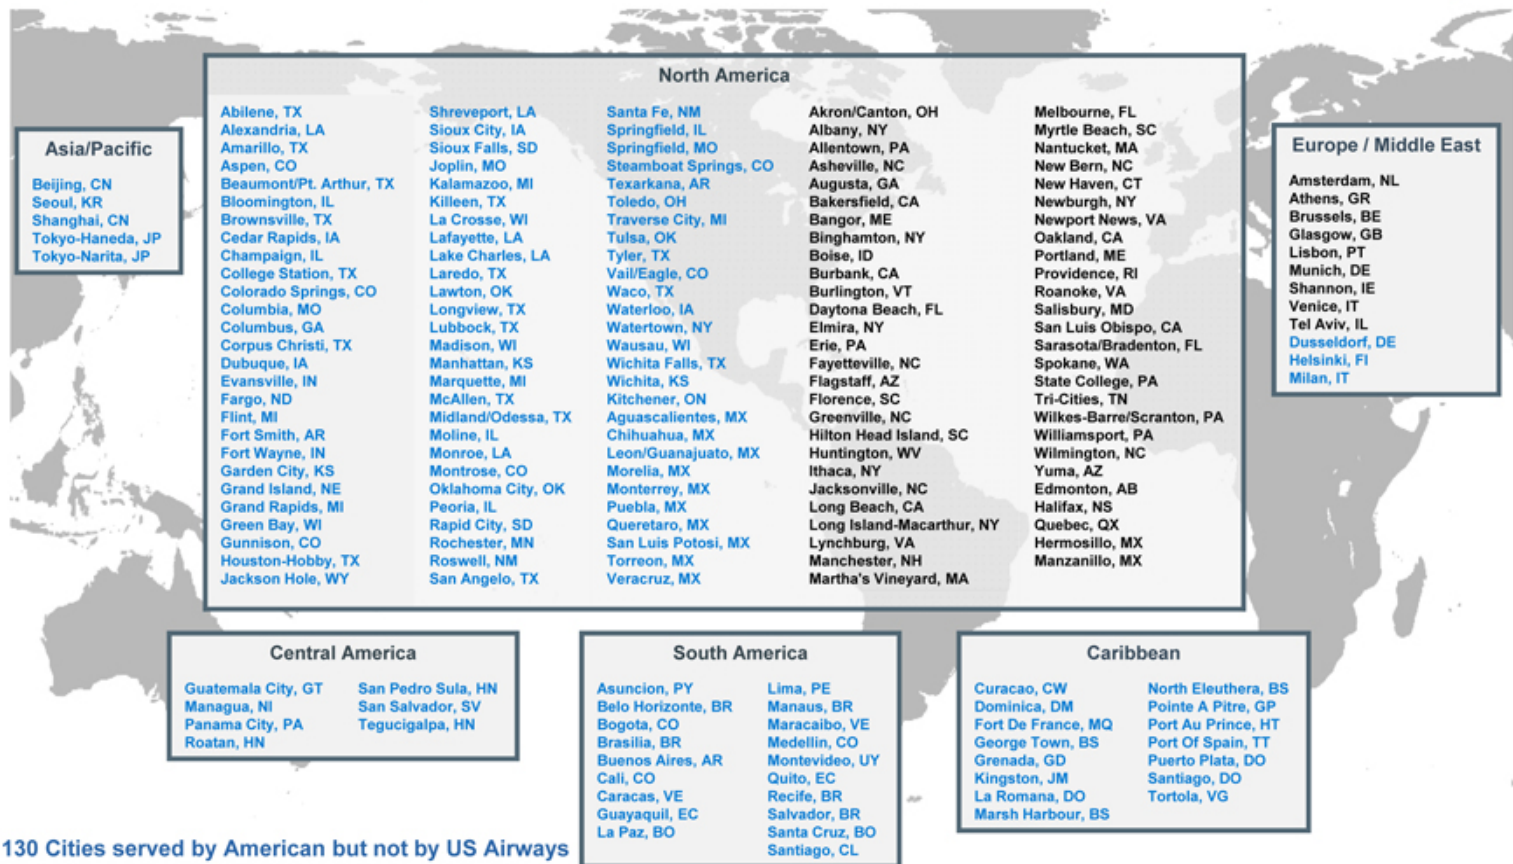 North America
Abilene, TX
Alexandria, LA
Amarillo, TX
Aspen, CO
Beaumont/Pt. Arthur, TX
Bloomington, IL
Brownsville, TX
Cedar Rapids, IA
Champaign, IL
College Station, TX
Colorado Springs, CO
Columbia, MO
Columbus, GA
Corpus Christi, TX
Dubuque, IA
Evansville, IN
Fargo, ND
Flint, MI
Fort Smith, AR
Fort Wayne, IN
Garden City, KS
Grand Island, NE
Grand Rapids, MI
Green Bay, WI
Gunnison, CO
Houston-Hobby, TX
Jackson Hole, WY
Shreveport, LA
Sioux City, IA
Sioux Falls, SD
Joplin, MO
Kalamazoo, MI
Killeen, TX
La Crosse, WI
Lafayette, LA
Lake Charles, LA
Laredo, TX
Lawton, OK
Longview, TX
Lubbock, TX
Madison, WI
Manhattan, KS
Marquette, MI
McAllen, TX
Midland/Odessa, TX
Moline, IL
Monroe, LA
Montrose, CO
Oklahoma City, OK
Peoria, IL
Rapid City, SD
Rochester, MN
Roswell, NM
San Angelo, TX
Santa Fe, NM
Springfield, IL
Springfield, MO
Steamboat Springs, CO
Texarkana, AR
Toledo, OH
Traverse City, MI
Tulsa, OK
Tyler, TX
Vail/Eagle, CO
Waco, TX
Waterloo, IA
Watertown, NY
Wausau, WI
Wichita Falls, TX
Wichita, KS
Kitchener, ON
Aguascalientes, MX
Chihuahua, MX
Leon/Guanajuato, MX
Morelia, MX
Monterrey, MX
Puebla, MX
Queretaro, MX
San Luis Potosi, MX
Torreon, MX
Veracruz, MX
Akron/Canton, OH
Albany, NY
Allentown, PA
Asheville, NC
Augusta, GA
Bakersfield, CA
Bangor, ME
Binghamton, NY
Boise, ID
Burbank, CA
Burlington, VT
Daytona Beach, FL
Elmira, NY
Erie, PA
Fayetteville, NC
Flagstaff, AZ
Florence, SC
Greenville, NC
Hilton Head Island, SC
Huntington, WV
Ithaca, NY
Jacksonville, NC
Long Beach, CA
Long Island-Macarthur, NY
Lynchburg, VA
Manchester, NH
Martha's Vineyard, MA
Melbourne, FL
Myrtle Beach, SC
Nantucket, MA
New Bern, NC
New Haven, CT
Newburgh, NY
Newport News, VA
Oakland, CA
Portland, ME
Providence, RI
Roanoke, VA
Salisbury, MD
San Luis Obispo, CA
Sarasota/Bradenton, FL
Spokane, WA
State College, PA
Tri-Cities, TN
Wilkes-Barre/Scranton, PA
Williamsport, PA
Wilmington, NC
Yuma, AZ
Edmonton, AB
Halifax, NS
Quebec, QX
Hermosillo, MX
Manzanillo, MX
Asia/Pacific
Beijing, CN
Seoul, KR
Shanghai, CN
Tokyo-Haneda, JP
Tokyo-Narita, JP
Europe / Middle East
Amsterdam, NL
Athens, GR
Brussels, BE
Glasgow, GB
Lisbon, PT
Munich, DE
Shannon, IE
Venice, IT
Tel Aviv, IL
Dusseldorf, DE
Helsinki, FI
Milan, IT
Central America
Guatemala City, GT
Managua, NI
Panama City, PA
Roatan, HN
San Pedro Sula, HN
San Salvador, SV
Tegucigalpa, HN
South America
Asuncion, PY
Belo Horizonte, BR
Bogota, CO
Brasilia, BR
Buenos Aires, AR
Cali, CO
Caracas, VE
Guayaquil, EC
La Paz, BO
Lima, PE
Manaus, BR
Maracaibo, VE
Medellin, CO
Montevideo, UY
Quito, EC
Recife, BR
Salvador, BR
Santa Cruz, BO
Santiago, CL
Caribbean
Curacao, CW
Dominica, DM
Fort De France, MQ
George Town, BS
Grenada, GD
Kingston, JM
La Romana, DO
Marsh Harbour, BS
North Eleuthera, BS
Pointe A Pitre, GP
Port Au Prince, HT
Port Of Spain, TT
Puerto Plata, DO
Santiago, DO
Tortola, VG
130 Cities served by American but not by US Airways